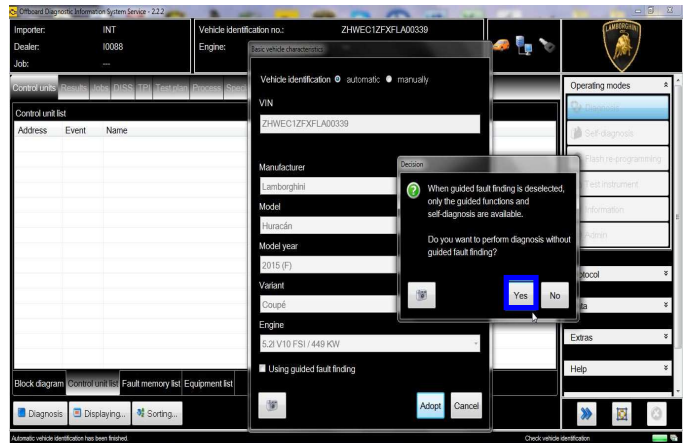 Offboard Diagnostic Information System Service - 2.2.2
Importer: INT
Dealer: I0088
Job: ---
Vehicle identification no.: ZHWEC1ZFXFLA00339
Engine:
LAMBORGHINI
Control units Results Jobs DISS TPI Test plan Process
Control unit list
Address Event Name
Basic vehicle characteristics
Vehicle identification automatic manually
VIN
ZHWEC1ZFXFLA00339
Manufacturer
Lamborghini
Model
Huracán
Model year
2015 (F)
Variant
Coupé
Engine
5.2l V10 FSI / 449 KW
Using guided fault finding
Adopt Cancel
Decision
When guided fault finding is deselected,
only the guided functions and
self-diagnosis are available.
Do you want to perform diagnosis without
guided fault finding?
Yes No
Operating modes
Diagnosis
Self-diagnosis
Flash re-programming
Test instrument
Information
Admin
Extras
Help
Block diagram Control unit list Fault memory list Equipment list
Diagnosis Displaying... Sorting...
Automatic vehicle identification has been finished.
Check vehicle identification